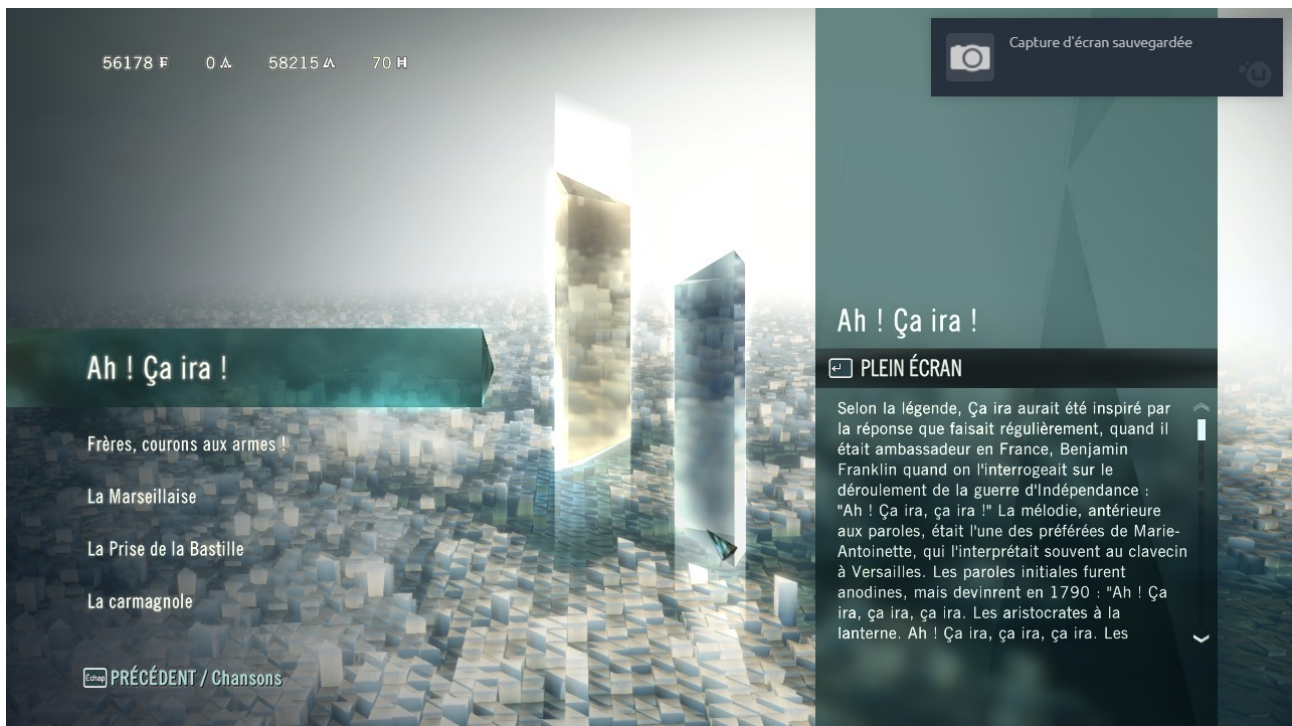 56178 F 0 58215 70 H
Capture d'écran sauvegardée
Ah ! Ça ira !
Frères, courons aux armes !
La Marseillaise
La Prise de la Bastille
La carmagnole
Échap PRÉCÉDENT / Chansons
Ah ! Ça ira !
PLEIN ÉCRAN
Selon la légende, Ça ira aurait été inspiré par
la réponse que faisait régulièrement, quand il
était ambassadeur en France, Benjamin
Franklin quand on l'interrogeait sur le
déroulement de la guerre d'Indépendance :
"Ah ! Ça ira, ça ira !" La mélodie, antérieure
aux paroles, était l'une des préférées de Marie-
Antoinette, qui l'interprétait souvent au clavecin
à Versailles. Les paroles initiales furent
anodines, mais devinrent en 1790 : "Ah ! Ça
ira, ça ira, ça ira. Les aristocrates à la
lanterne. Ah ! Ça ira, ça ira, ça ira. Les